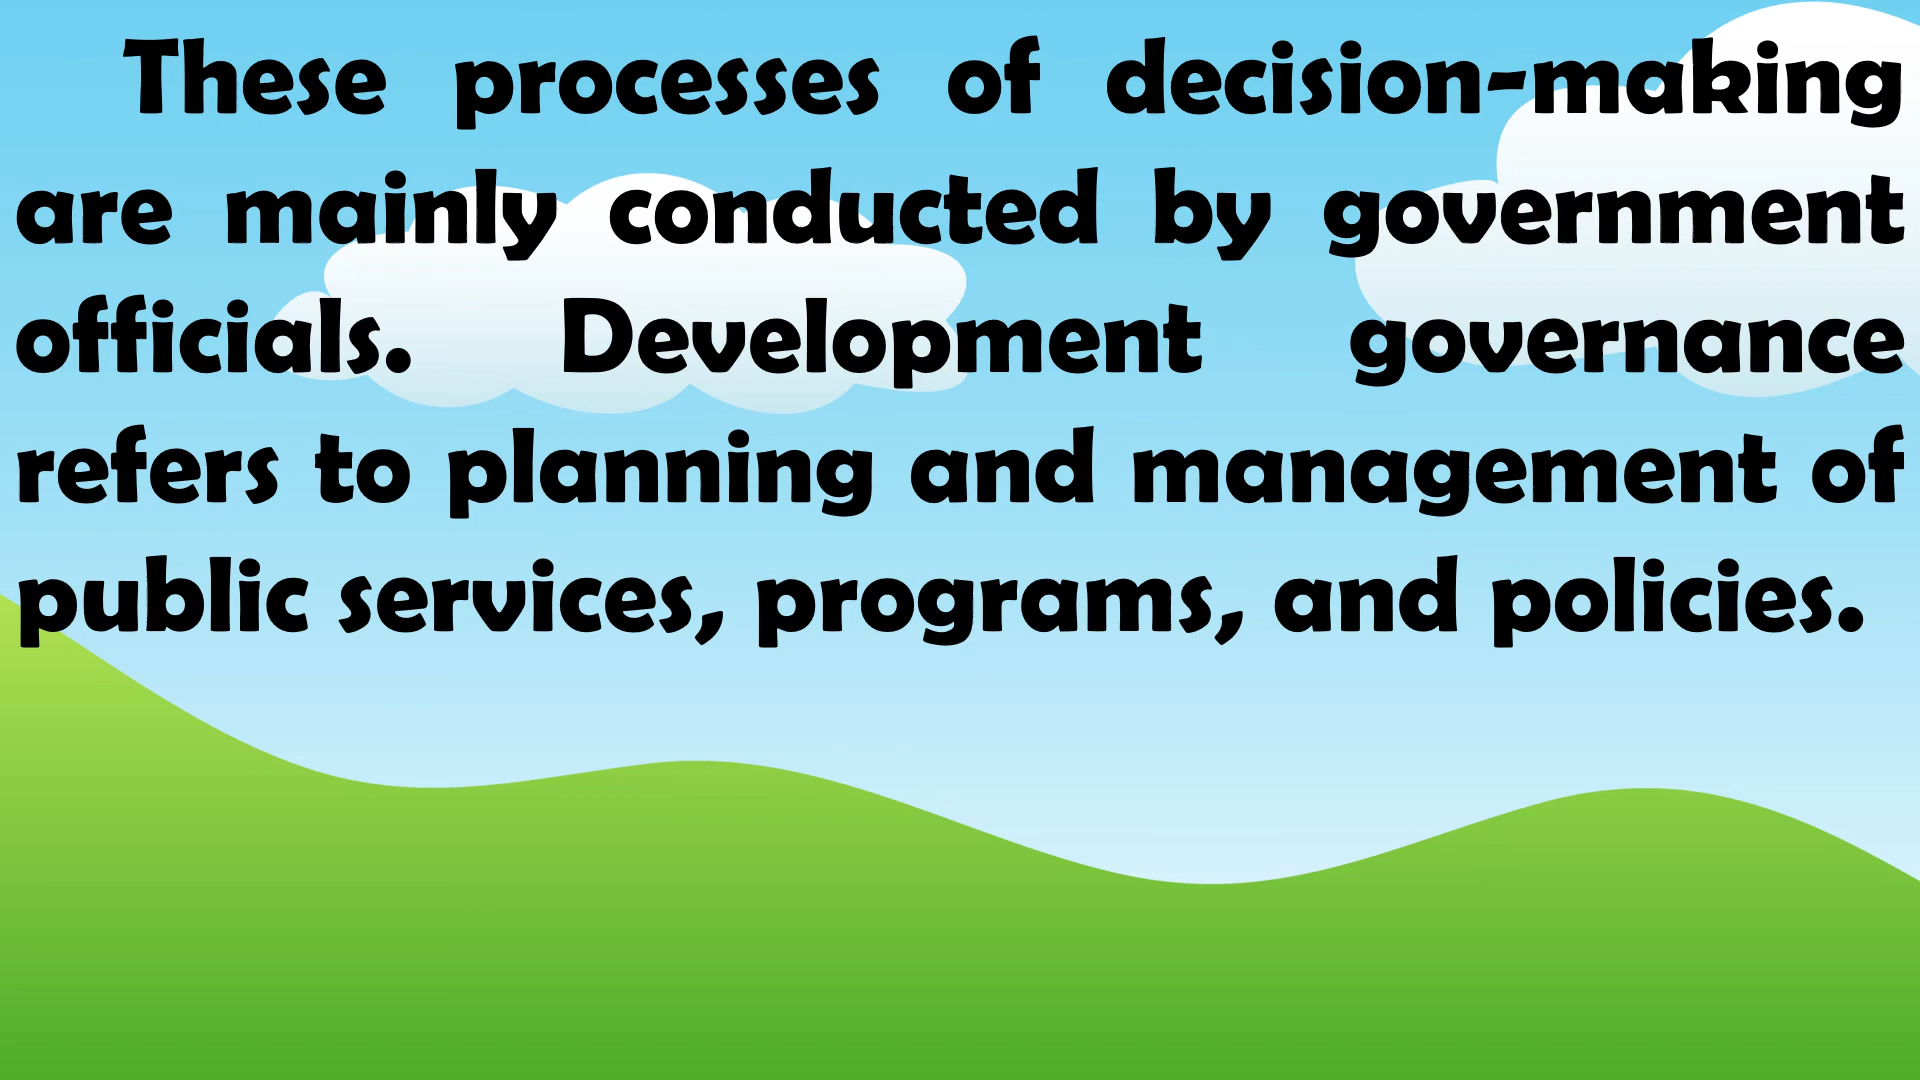 These processes of decision-making
are mainly conducted by government
officials. Development governance
refers to planning and management of
public services, programs, and policies.